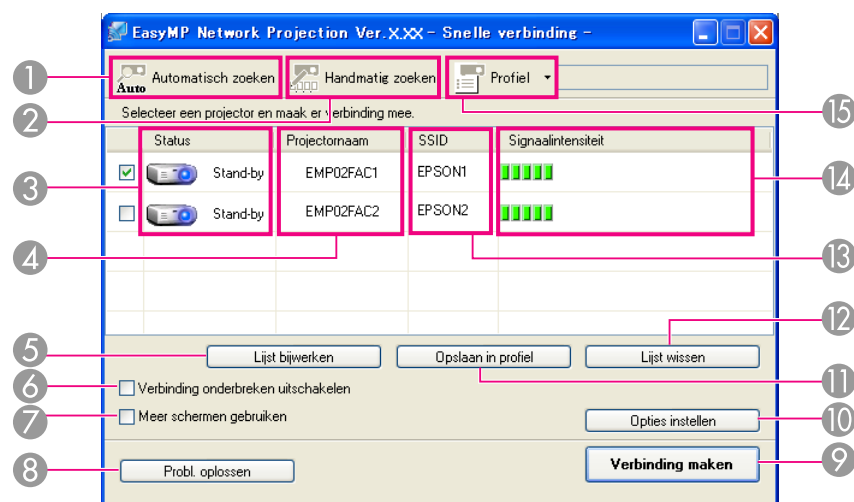 EasyMP Network Projection Ver.X.XX - Snelle verbinding -
1 Auto Automatisch zoeken Handmatig zoeken Profiel
2 Selecteer een projector en maak er verbinding mee. 15
Status Projectornaam SSID Signaalintensiteit
3 Stand-by EMP02FAC1 EPSON1 14
Stand-by EMP02FAC2 EPSON2
4 13
12
5 Lijst bijwerken Opslaan in profiel Lijst wissen
6 Verbinding onderbreken uitschakelen 11
7 Meer schermen gebruiken Opties instellen 10
8 Probl. oplossen Verbinding maken 9